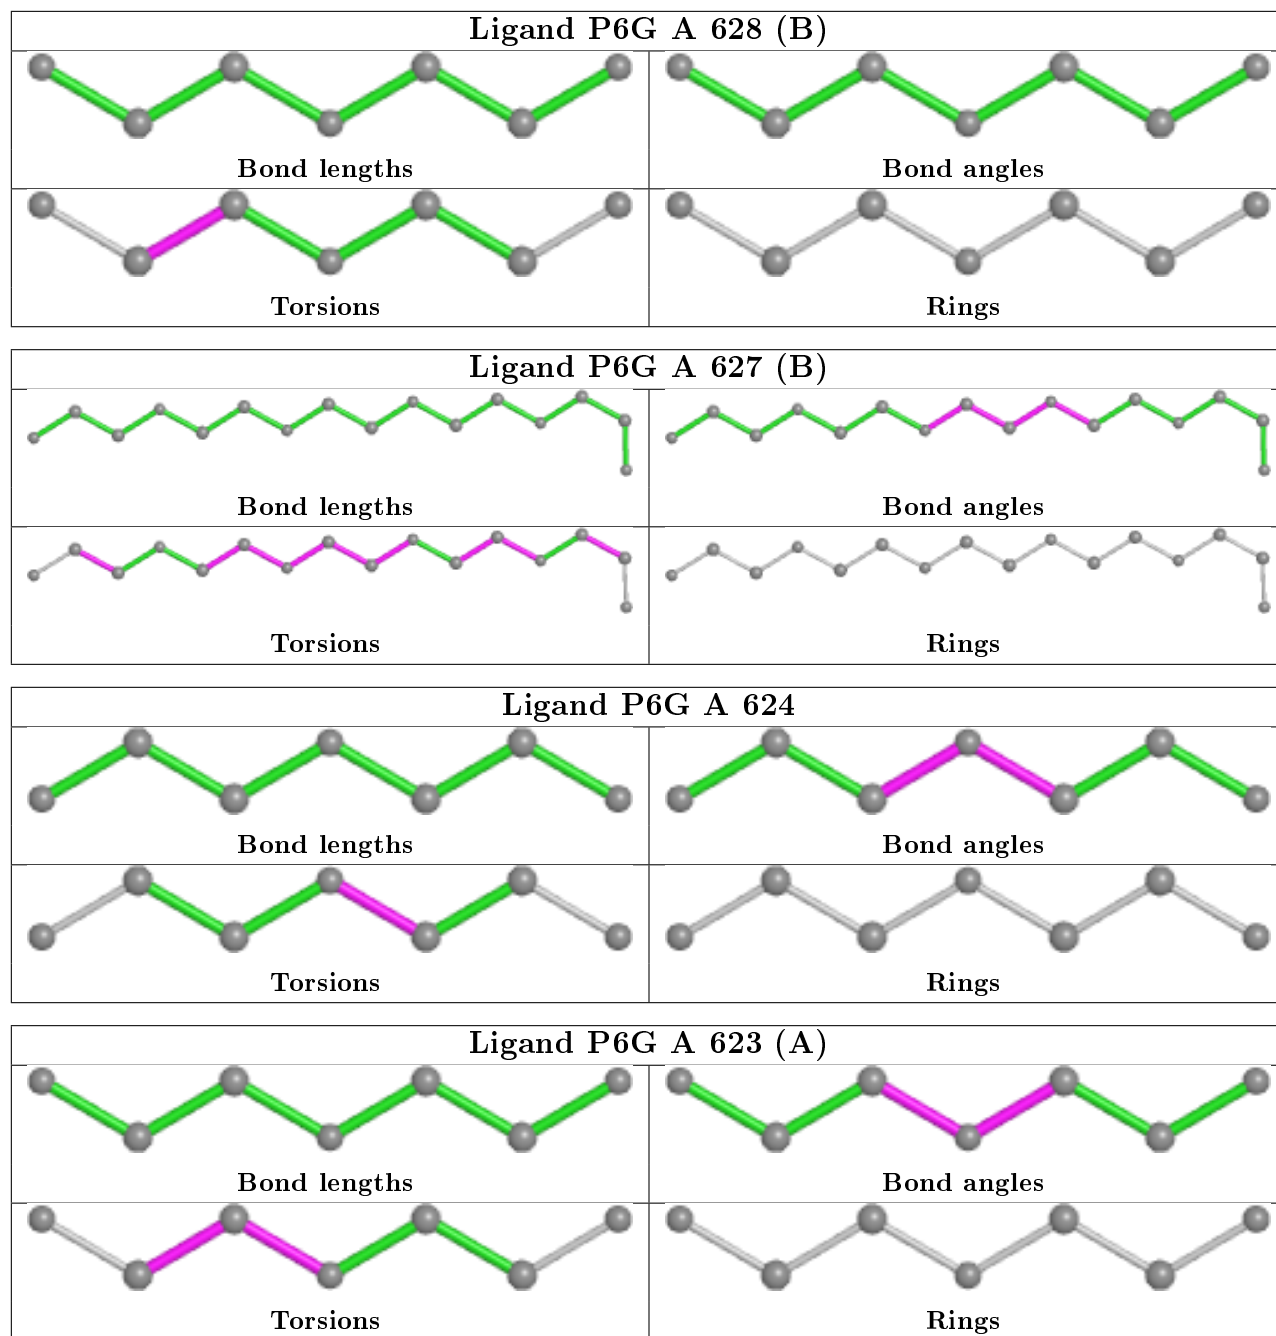 Ligand P6G A 628 (B)
Bond lengths
Bond angles
Torsions
Rings
Ligand P6G A 627 (B)
Bond lengths
Bond angles
Torsions
Rings
Ligand P6G A 624
Bond lengths
Bond angles
Torsions
Rings
Ligand P6G A 623 (A)
Bond lengths
Bond angles
Torsions
Rings